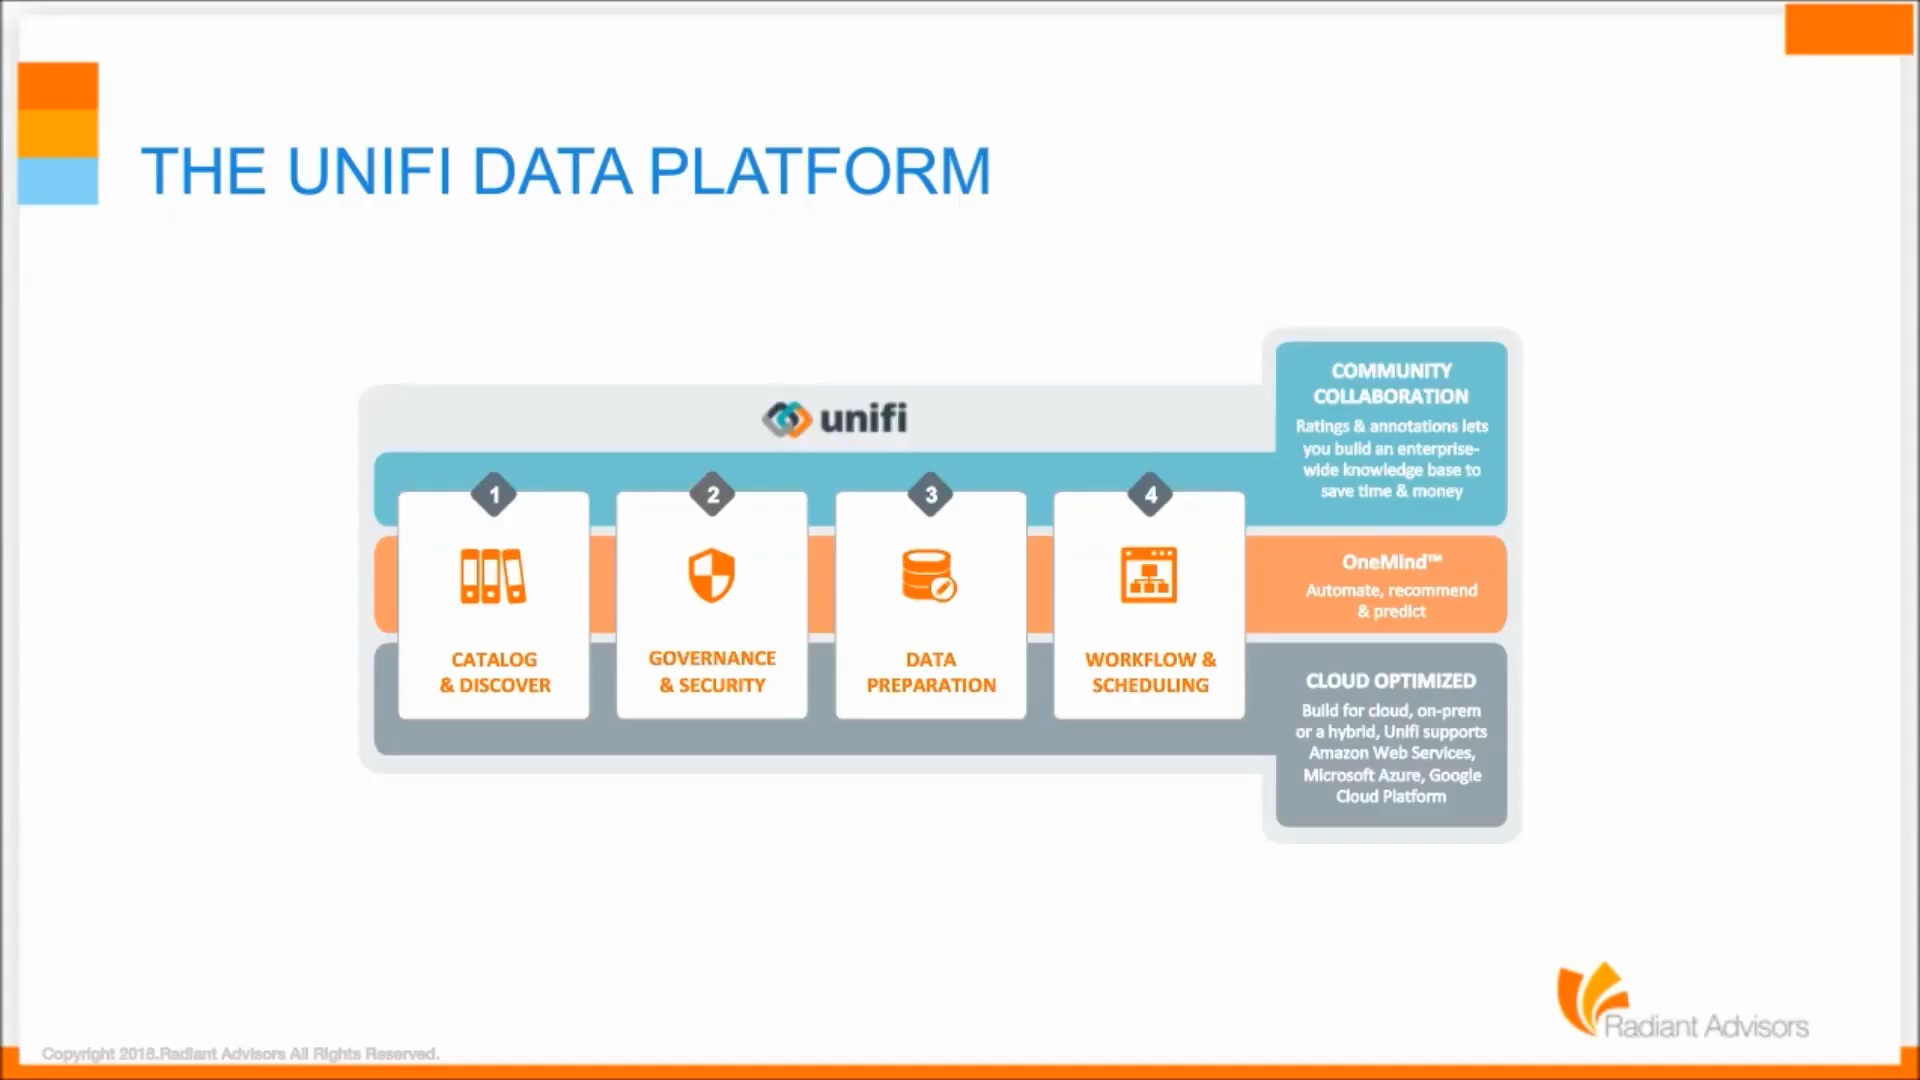 THE UNIFI DATA PLATFORM
unifi
1
2
3
4
CATALOG
& DISCOVER
GOVERNANCE
& SECURITY
DATA
PREPARATION
WORKFLOW &
SCHEDULING
COMMUNITY
COLLABORATION
Ratings & annotations lets
you build an enterprise-
wide knowledge base to
save time & money
OneMind™
Automate, recommend
& predict
CLOUD OPTIMIZED
Build for cloud, on-prem
or a hybrid, Unifi supports
Amazon Web Services,
Microsoft Azure, Google
Cloud Platform
Radiant Advisors
Copyright 2018.Radiant Advisors All Rights Reserved.